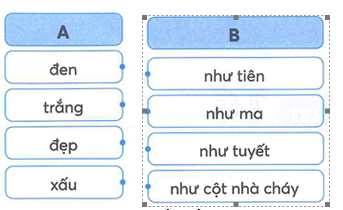 A
đen
trắng
đẹp
xấu
B
như tiên
như ma
như tuyết
như cột nhà cháy